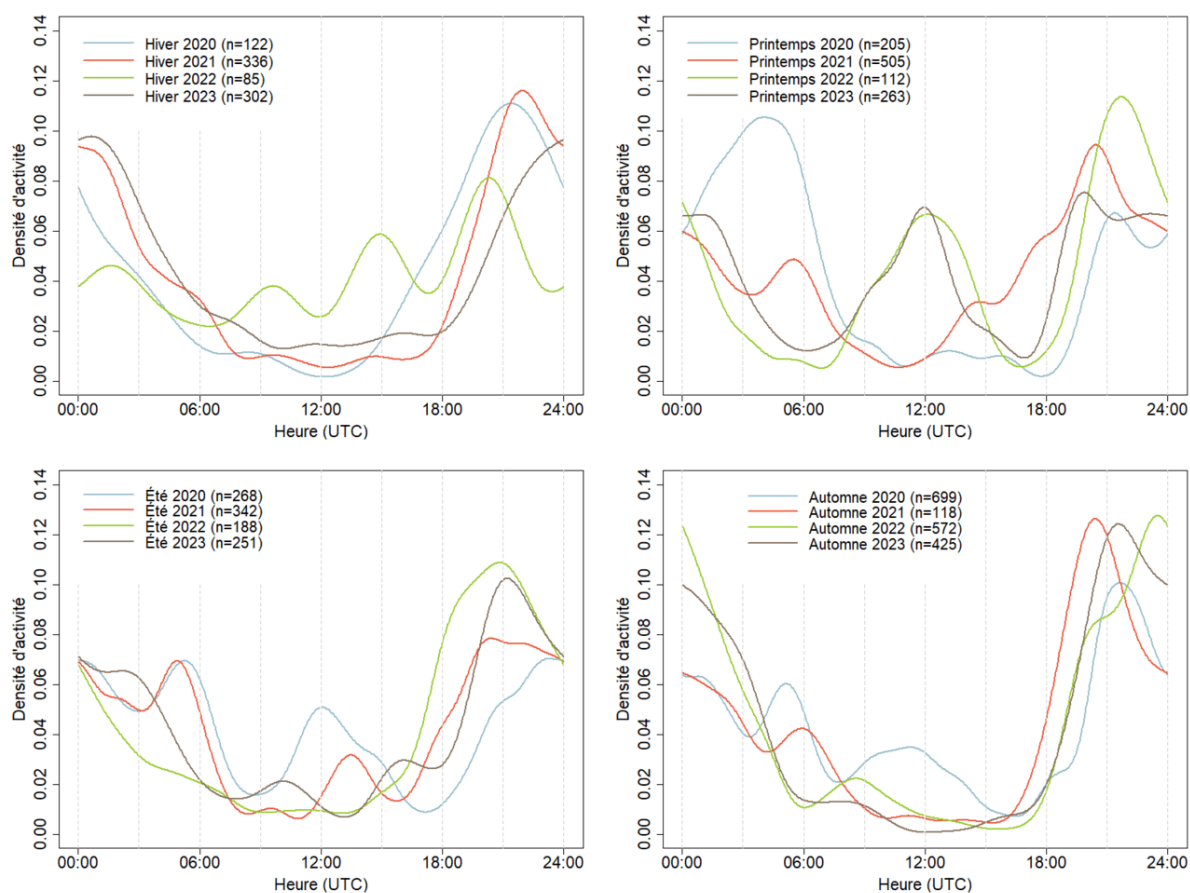 Hiver 2020 (n=122)
Hiver 2021 (n=336)
Hiver 2022 (n=85)
Hiver 2023 (n=302)
Densité d'activité
0.00 0.02 0.04 0.06 0.08 0.10 0.12 0.14
00:00 06:00 12:00 18:00 24:00
Heure (UTC)
Printemps 2020 (n=205)
Printemps 2021 (n=505)
Printemps 2022 (n=112)
Printemps 2023 (n=263)
Densité d'activité
0.00 0.02 0.04 0.06 0.08 0.10 0.12 0.14
00:00 06:00 12:00 18:00 24:00
Heure (UTC)
Été 2020 (n=268)
Été 2021 (n=342)
Été 2022 (n=188)
Été 2023 (n=251)
Densité d'activité
0.00 0.02 0.04 0.06 0.08 0.10 0.12 0.14
00:00 06:00 12:00 18:00 24:00
Heure (UTC)
Automne 2020 (n=699)
Automne 2021 (n=118)
Automne 2022 (n=572)
Automne 2023 (n=425)
Densité d'activité
0.00 0.02 0.04 0.06 0.08 0.10 0.12 0.14
00:00 06:00 12:00 18:00 24:00
Heure (UTC)